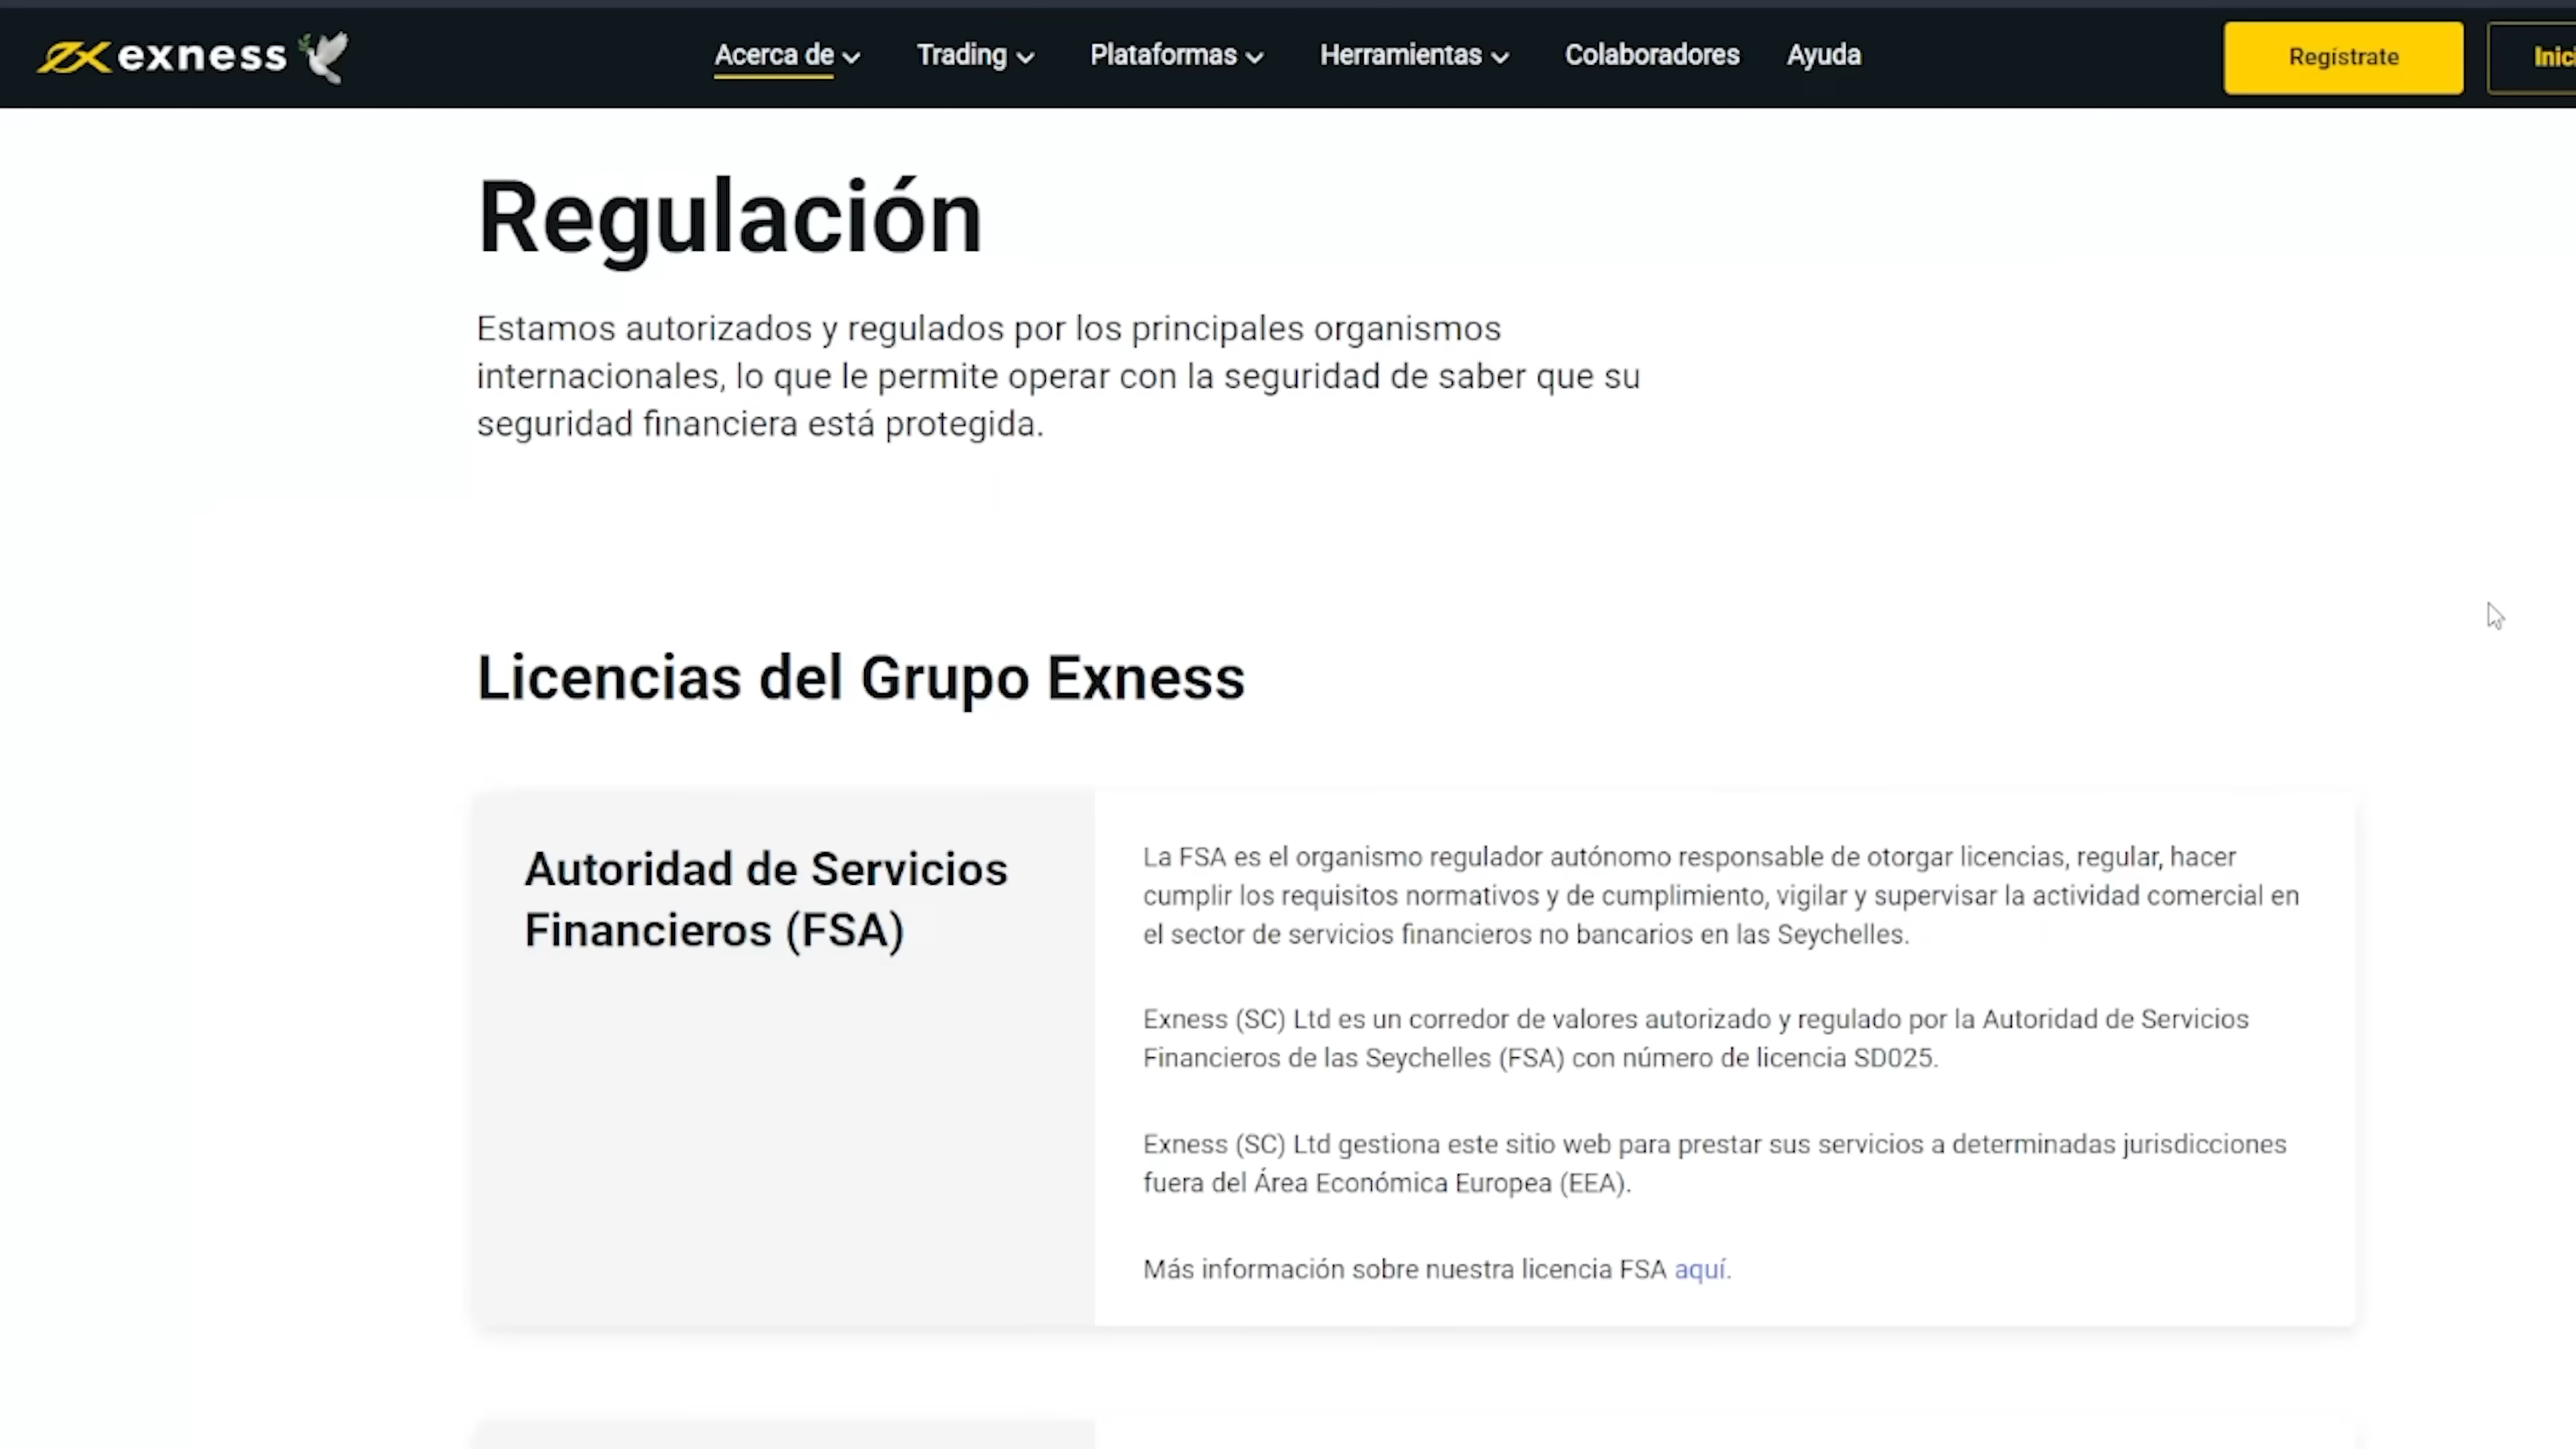 exness
Acerca de
Trading
Plataformas
Herramientas
Colaboradores
Ayuda
Regístrate
Regulación
Estamos autorizados y regulados por los principales organismos
internacionales, lo que le permite operar con la seguridad de saber que su
seguridad financiera está protegida.
Licencias del Grupo Exness
Autoridad de Servicios
Financieros (FSA)
La FSA es el organismo regulador autónomo responsable de otorgar licencias, regular, hacer
cumplir los requisitos normativos y de cumplimiento, vigilar y supervisar la actividad comercial en
el sector de servicios financieros no bancarios en las Seychelles.
Exness (SC) Ltd es un corredor de valores autorizado y regulado por la Autoridad de Servicios
Financieros de las Seychelles (FSA) con número de licencia SD025.
Exness (SC) Ltd gestiona este sitio web para prestar sus servicios a determinadas jurisdicciones
fuera del Área Económica Europea (EEA).
Más información sobre nuestra licencia FSA aquí.